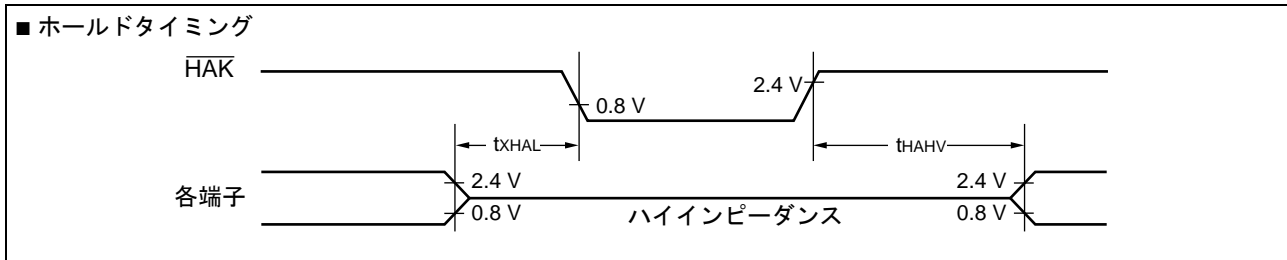 ■ ホールドタイミング
HAK
2.4 V
0.8 V
tXHAL
tHAHV
各端子
2.4 V
2.4 V
0.8 V
ハイインピーダンス
0.8 V